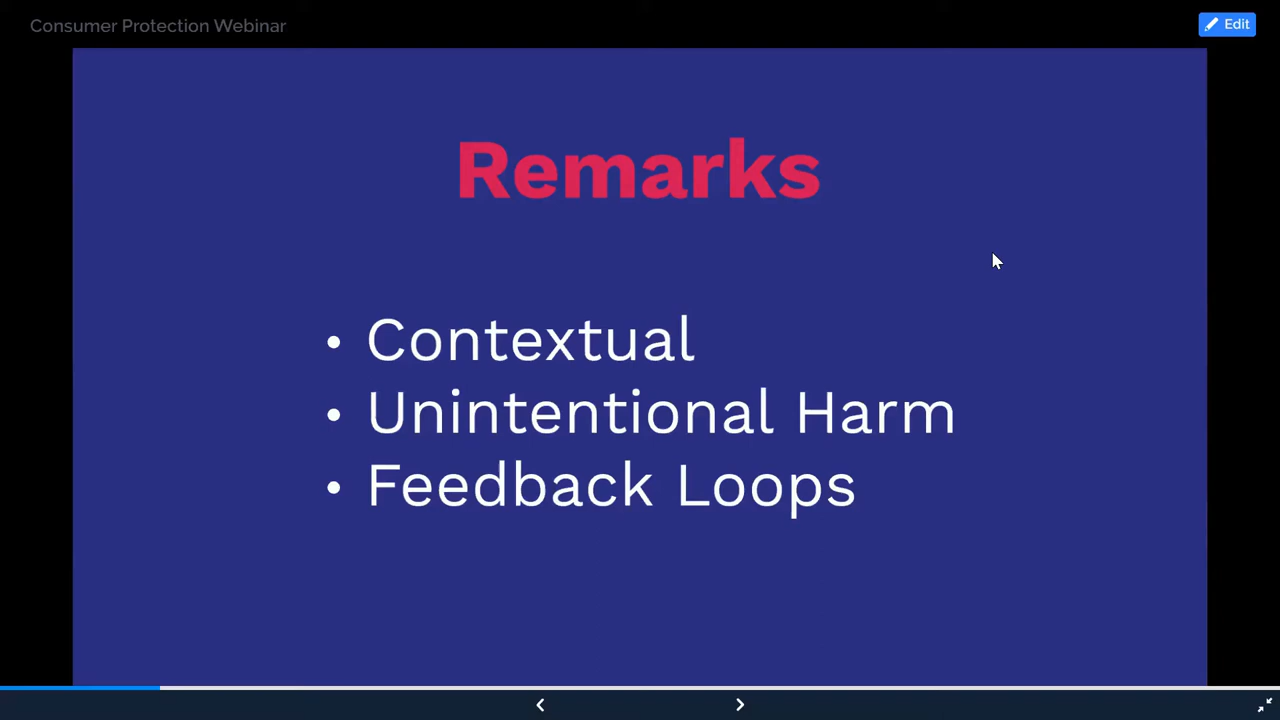 Consumer Protection Webinar
Edit
Remarks
• Contextual
• Unintentional Harm
• Feedback Loops